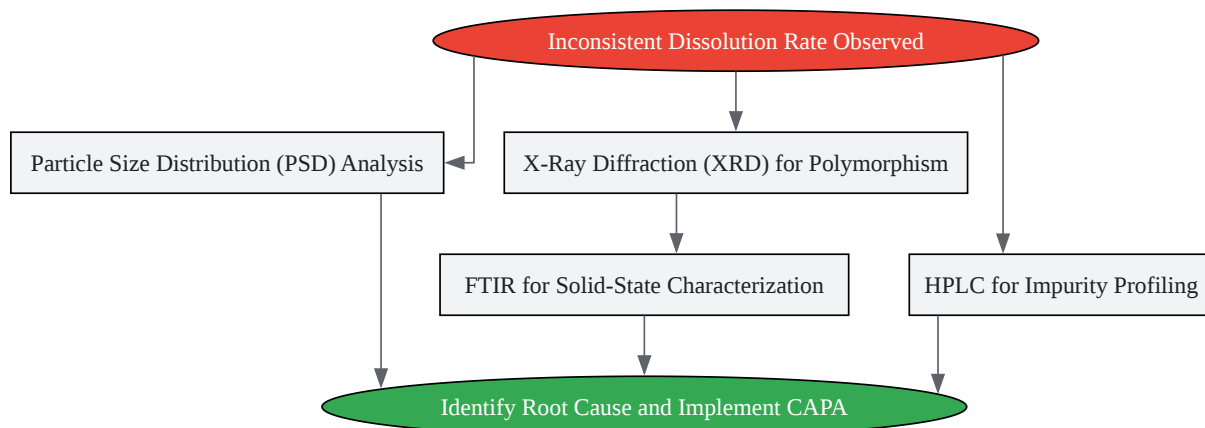 Inconsistent Dissolution Rate Observed
Particle Size Distribution (PSD) Analysis
X-Ray Diffraction (XRD) for Polymorphism
FTIR for Solid-State Characterization
HPLC for Impurity Profiling
Identify Root Cause and Implement CAPA